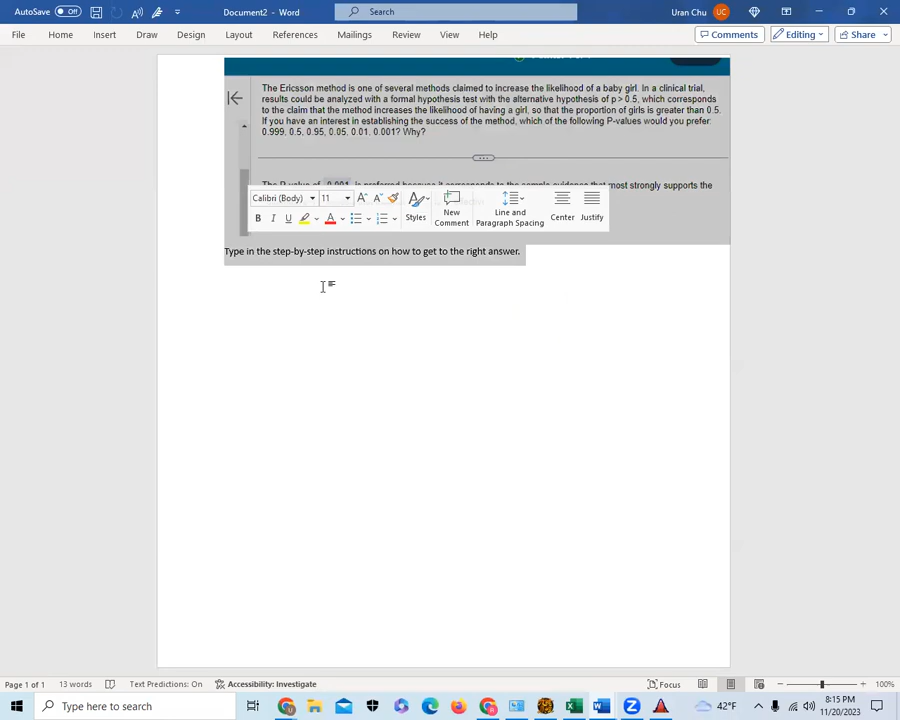 AutoSave Off Document2 - Word Search Uran Chu UC
File Home Insert Draw Design Layout References Mailings Review View Help Comments Editing Share
The Ericsson method is one of several methods claimed to increase the likelihood of a baby girl. In a clinical trial,
results could be analyzed with a formal hypothesis test with the alternative hypothesis of p > 0.5, which corresponds
to the claim that the method increases the likelihood of having a girl, so that the proportion of girls is greater than 0.5.
If you have an interest in establishing the success of the method, which of the following P-values would you prefer:
0.999, 0.5, 0.95, 0.05, 0.01, 0.001? Why?
The P-value of 0.001 is preferred because it corresponds to the sample evidence that most strongly supports the
Calibri (Body) 11
B I U A Styles New Comment Line and Paragraph Spacing Center Justify
Type in the step-by-step instructions on how to get to the right answer.
Page 1 of 1 13 words Text Predictions: On Accessibility: Investigate Focus 100%
Type here to search 42°F 8:15 PM
11/20/2023